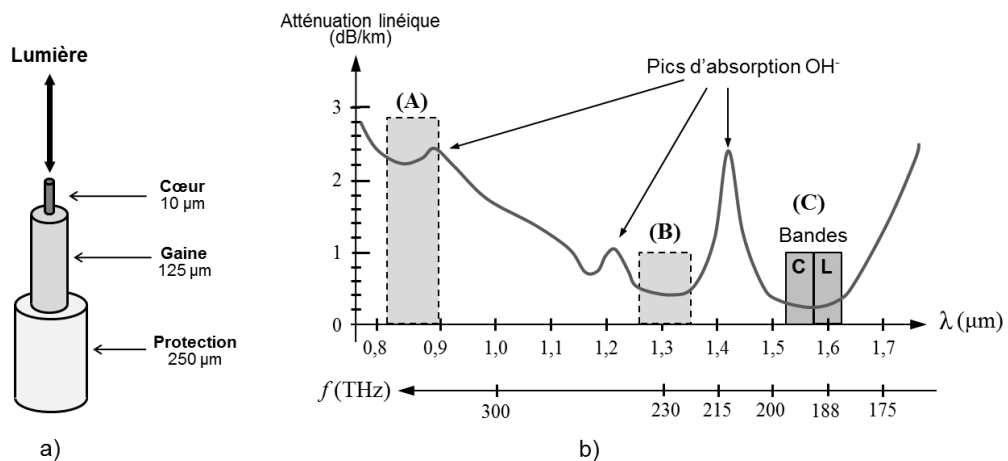 Lumière
Cœur
10 µm
Gaine
125 µm
Protection
250 µm
a)
Atténuation linéique
(dB/km)
Pics d'absorption OH-
3
2
1
0
(A)
(B)
(C)
Bandes
C L
0,8 0,9 1,0 1,1 1,2 1,3 1,4 1,5 1,6 1,7
λ (µm)
f (THz)
300 230 215 200 188 175
b)